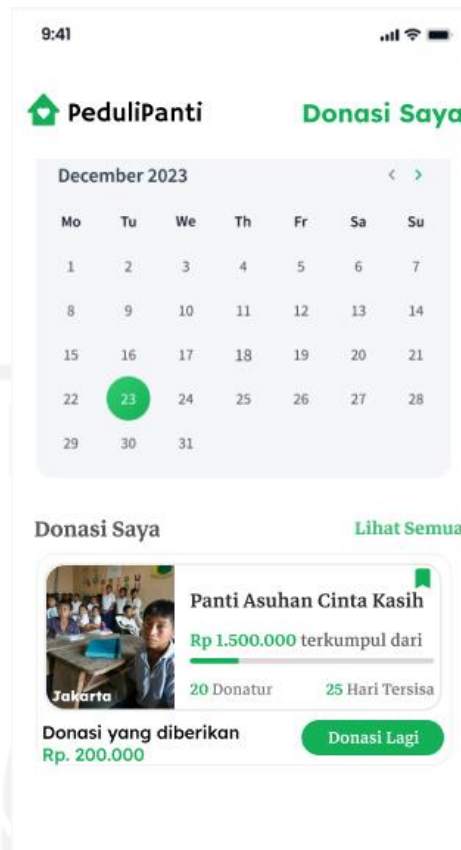 9:41
PeduliPanti Donasi Saya
December 2023 < >
Mo Tu We Th Fr Sa Su
1 2 3 4 5 6 7
8 9 10 11 12 13 14
15 16 17 18 19 20 21
22 23 24 25 26 27 28
29 30 31
Donasi Saya Lihat Semua
Panti Asuhan Cinta Kasih
Rp 1.500.000 terkumpul dari
Jakarta
20 Donatur 25 Hari Tersisa
Donasi yang diberikan
Rp. 200.000
Donasi Lagi